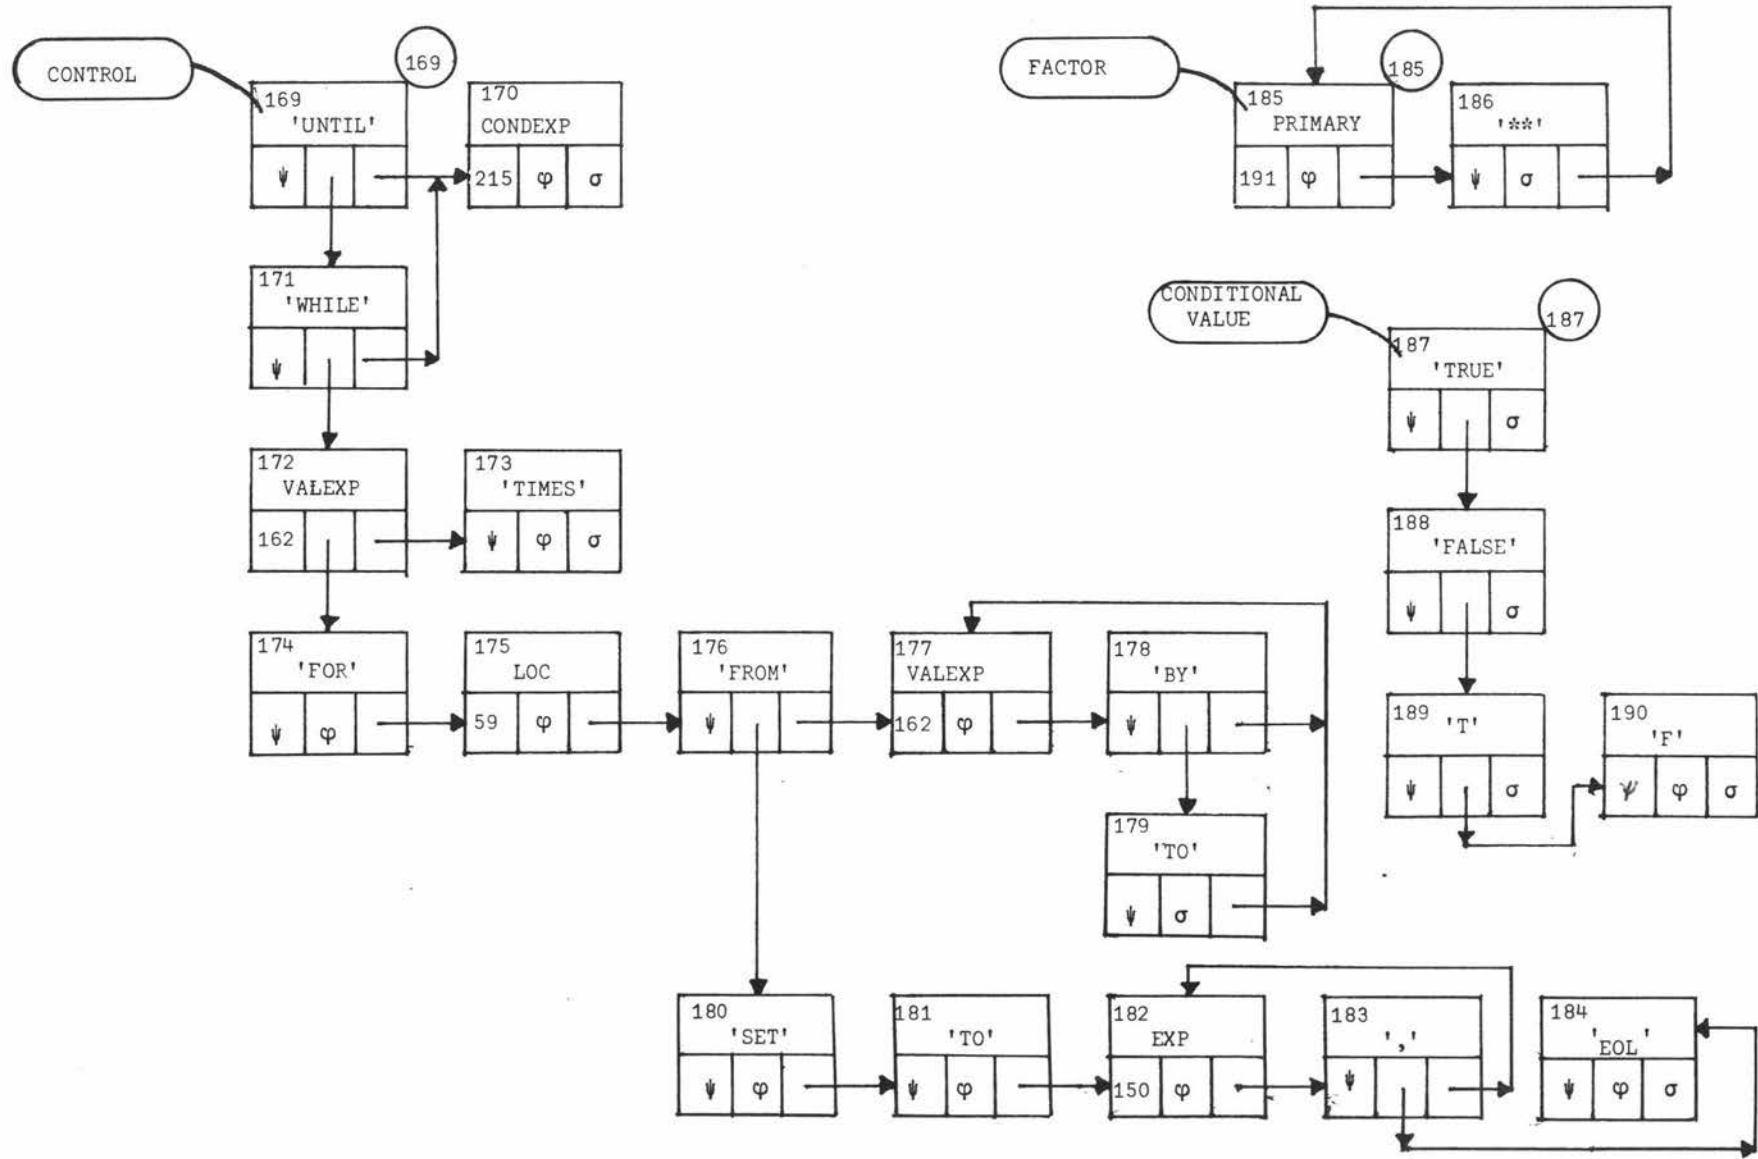 CONTROL
169
169
'UNTIL'
ψ
170
CONDEXP
215 φ σ
171
'WHILE'
ψ
172
VALEXP
162
173
'TIMES'
ψ φ σ
174
'FOR'
ψ φ
175
LOC
59 φ
176
'FROM'
ψ
177
VALEXP
162 φ
178
'BY'
ψ
179
'TO'
ψ σ
180
'SET'
ψ φ
181
'TO'
ψ φ
182
EXP
150 φ
183
','
ψ
184
'EOL'
ψ φ σ
FACTOR
185
185
PRIMARY
191 φ
186
'**'
ψ σ
CONDITIONAL
VALUE
187
187
'TRUE'
ψ σ
188
'FALSE'
ψ σ
189
'T'
ψ σ
190
'F'
ψ φ σ